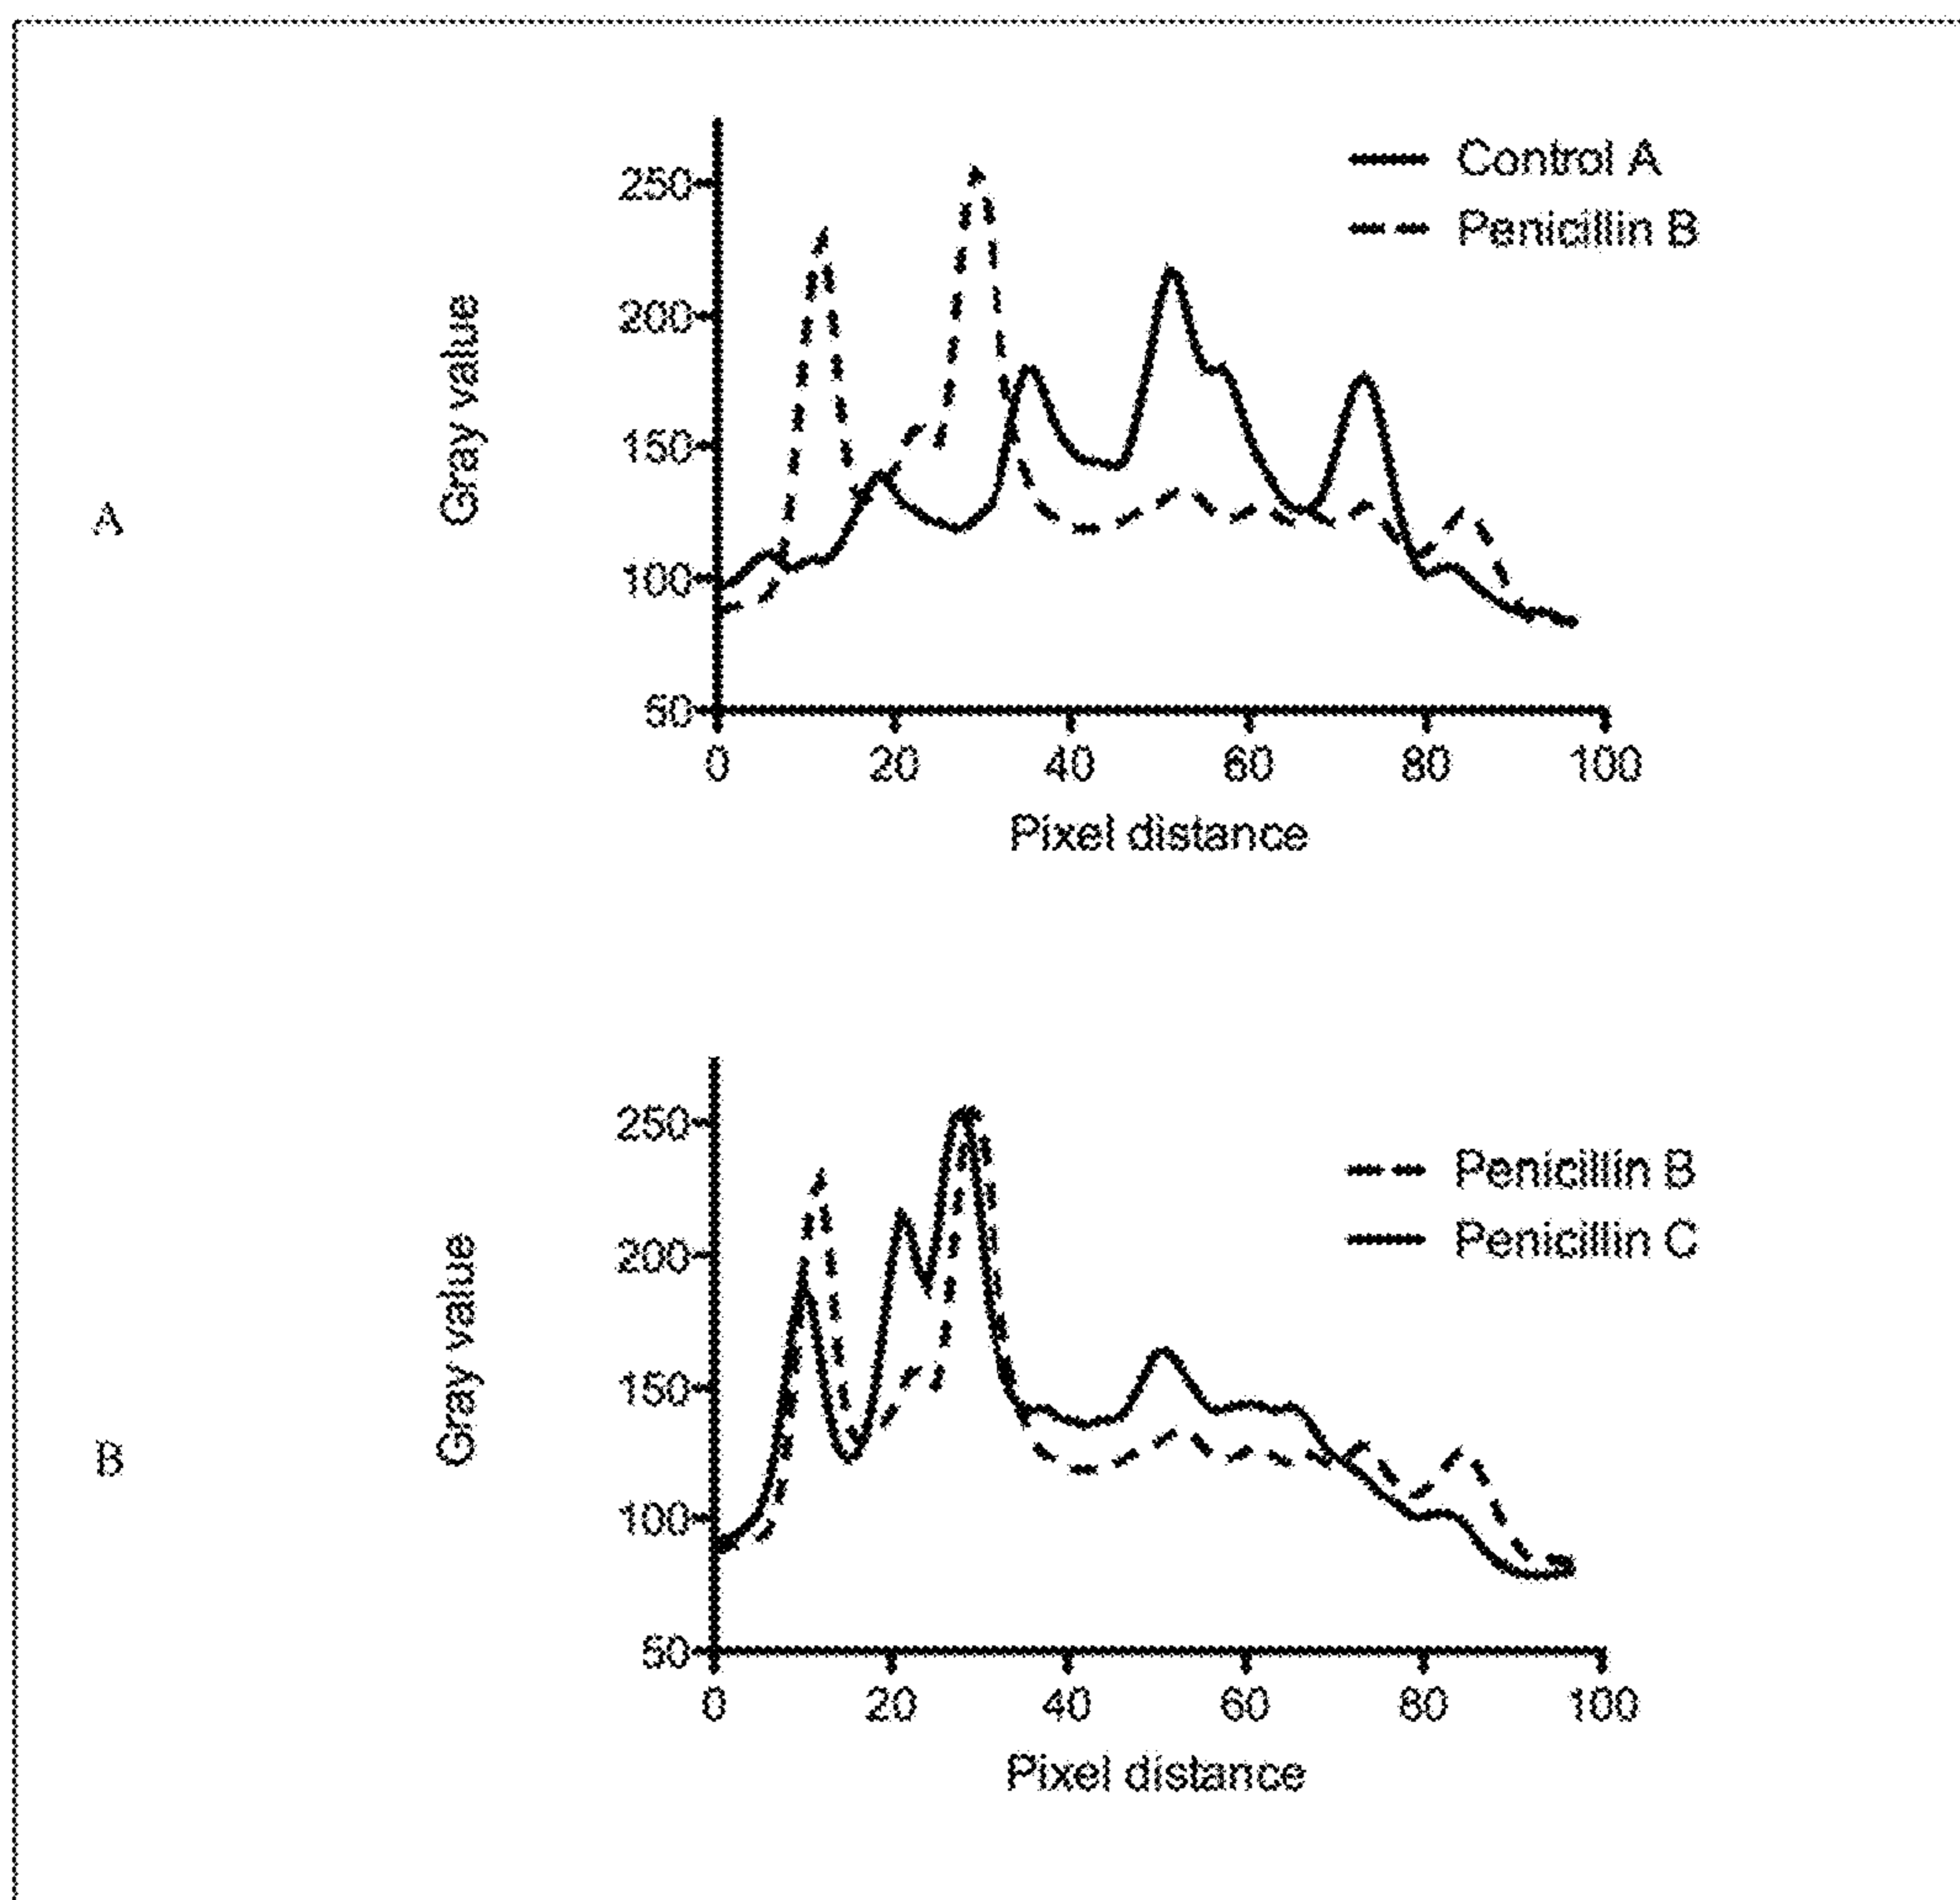 A
Gray value
250
200
150
100
50
0 20 40 60 80 100
Pixel distance
Control A
Penicillin B
B
Gray value
250
200
150
100
50
0 20 40 60 80 100
Pixel distance
Penicillin B
Penicillin C